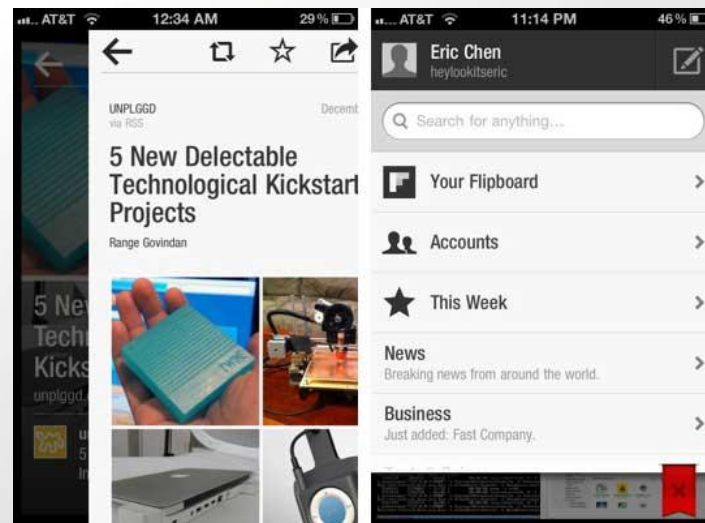 AT&T 12:34 AM 29%
UNPLGGD Decemb
via RSS
5 New Delectable
Technological Kickstart
Projects
Range Govindan
5 Ne
Tech
Kicks
unplggd.
u
5
In
AT&T 11:14 PM 46%
Eric Chen
heylookitseric
Search for anything...
Your Flipboard
Accounts
This Week
News
Breaking news from around the world.
Business
Just added: Fast Company.